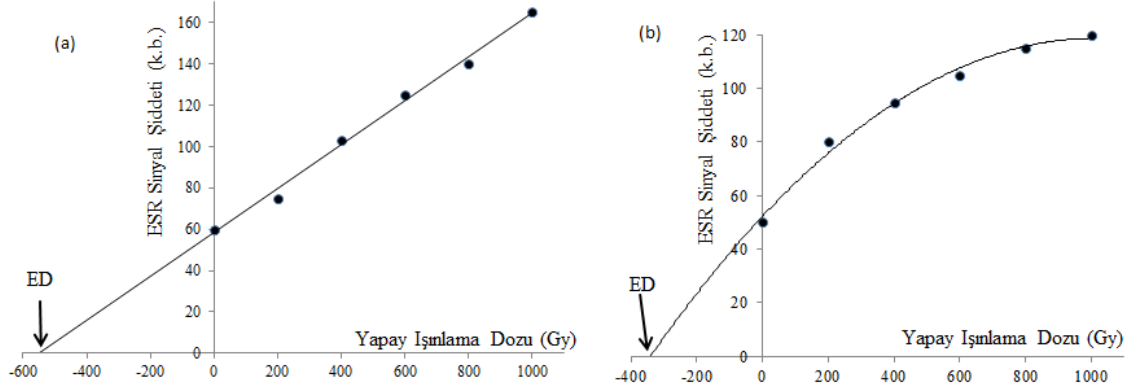 (a)
ESR Sinyal Şiddeti (k.b.)
160
140
120
100
80
60
40
20
0
ED
Yapay Işınlama Dozu (Gy)
-600 -400 -200 0 200 400 600 800 1000
(b)
ESR Sinyal Şiddeti (k.b.)
120
100
80
60
40
20
0
ED
Yapay Işınlama Dozu (Gy)
-400 -200 0 200 400 600 800 1000